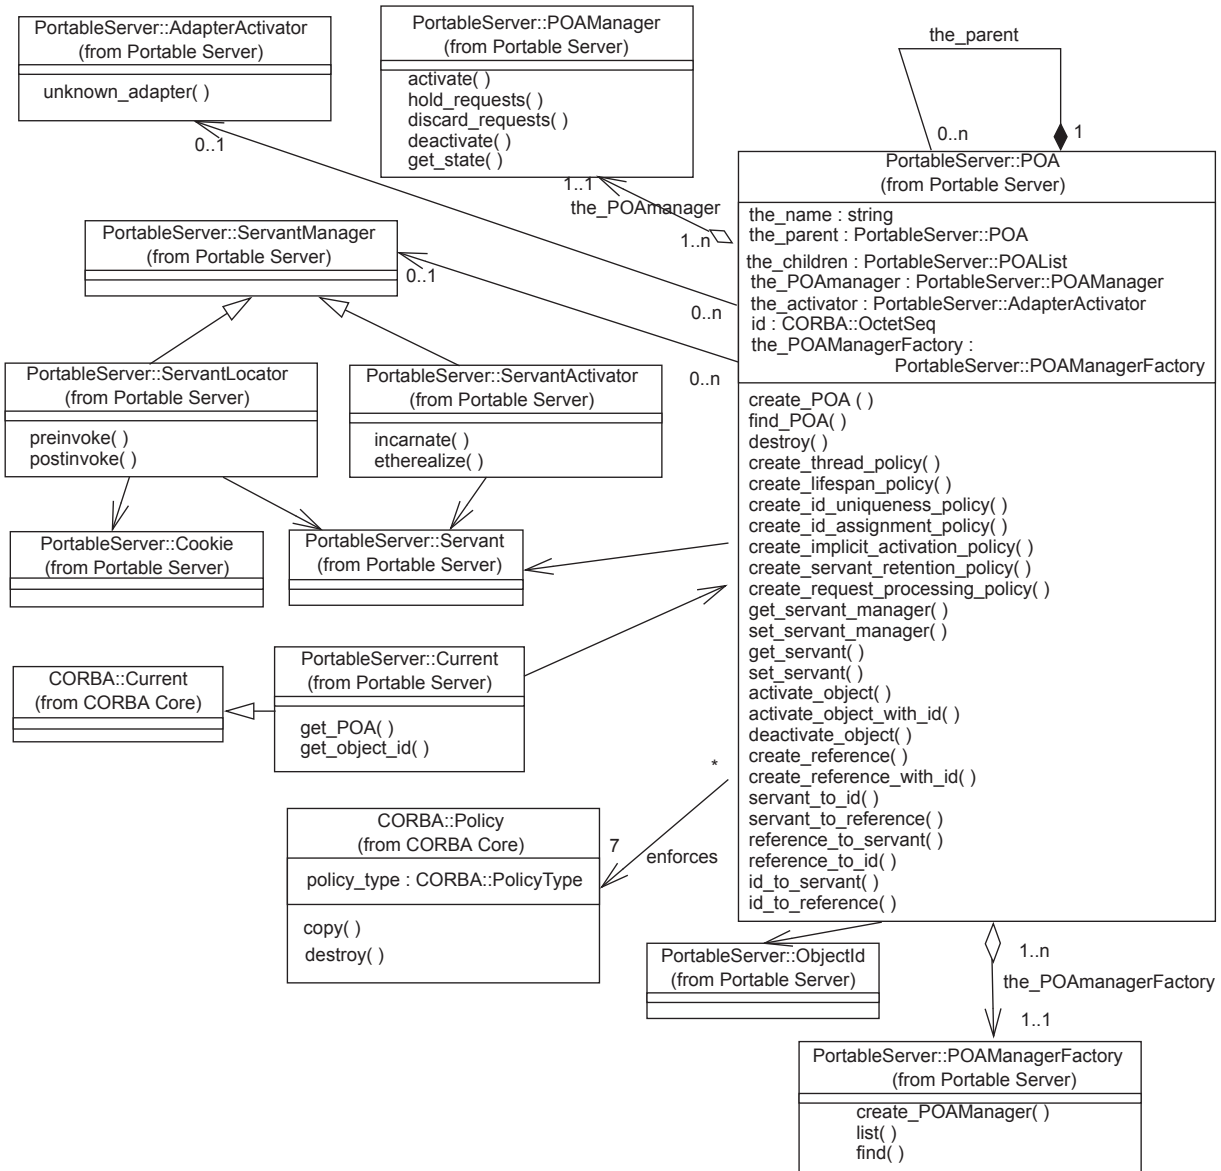 PortableServer::AdapterActivator
(from Portable Server)
unknown_adapter( )
0..1
PortableServer::POAManager
(from Portable Server)
activate( )
hold_requests( )
discard_requests( )
deactivate( )
get_state( )
1..1
the_POAmanager
1..n
the_parent
0..n
1
PortableServer::POA
(from Portable Server)
the_name : string
the_parent : PortableServer::POA
the_children : PortableServer::POAList
the_POAmanager : PortableServer::POAManager
the_activator : PortableServer::AdapterActivator
id : CORBA::OctetSeq
the_POAManagerFactory :
PortableServer::POAManagerFactory
create_POA ( )
find_POA( )
destroy( )
create_thread_policy( )
create_lifespan_policy( )
create_id_uniqueness_policy( )
create_id_assignment_policy( )
create_implicit_activation_policy( )
create_servant_retention_policy( )
create_request_processing_policy( )
get_servant_manager( )
set_servant_manager( )
get_servant( )
set_servant( )
activate_object( )
activate_object_with_id( )
deactivate_object( )
create_reference( )
create_reference_with_id( )
servant_to_id( )
servant_to_reference( )
reference_to_servant( )
reference_to_id( )
id_to_servant( )
id_to_reference( )
PortableServer::ServantManager
(from Portable Server)
0..1
0..n
0..n
PortableServer::ServantLocator
(from Portable Server)
preinvoke( )
postinvoke( )
PortableServer::ServantActivator
(from Portable Server)
incarnate( )
etherealize( )
PortableServer::Cookie
(from Portable Server)
PortableServer::Servant
(from Portable Server)
CORBA::Current
(from CORBA Core)
PortableServer::Current
(from Portable Server)
get_POA( )
get_object_id( )
CORBA::Policy
(from CORBA Core)
policy_type : CORBA::PolicyType
copy( )
destroy( )
*
7
enforces
PortableServer::ObjectId
(from Portable Server)
1..n
the_POAmanagerFactory
1..1
PortableServer::POAManagerFactory
(from Portable Server)
create_POAManager( )
list( )
find( )